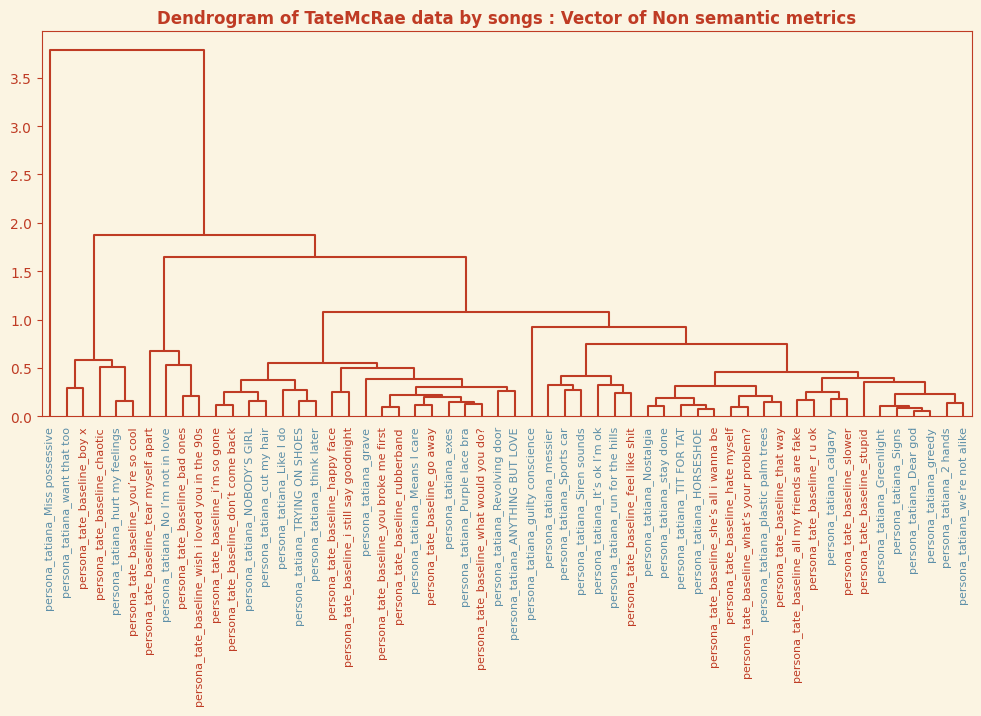 Dendrogram of TateMcRae data by songs : Vector of Non semantic metrics
3.5
3.0
2.5
2.0
1.5
1.0
0.5
0.0
persona_tatiana_Miss possessive
persona_tatiana_want that too
persona_tate_baseline_boy x
persona_tate_baseline_chaotic
persona_tatiana_hurt my feelings
persona_tate_baseline_you're so cool
persona_tate_baseline_tear myself apart
persona_tatiana_No I'm not in love
persona_tate_baseline_bad ones
persona_tate_baseline_wish i loved you in the 90s
persona_tate_baseline_i'm so gone
persona_tate_baseline_don't come back
persona_tatiana_NOBODY'S GIRL
persona_tatiana_cut my hair
persona_tatiana_Like I do
persona_tatiana_TRYING ON SHOES
persona_tatiana_think later
persona_tate_baseline_happy face
persona_tate_baseline_i still say goodnight
persona_tatiana_grave
persona_tate_baseline_you broke me first
persona_tate_baseline_rubberband
persona_tatiana_Means I care
persona_tate_baseline_go away
persona_tatiana_exes
persona_tatiana_Purple lace bra
persona_tate_baseline_what would you do?
persona_tatiana_Revolving door
persona_tatiana_ANYTHING BUT LOVE
persona_tatiana_guilty conscience
persona_tatiana_messier
persona_tatiana_Sports car
persona_tatiana_Siren sounds
persona_tatiana_It's ok I'm ok
persona_tatiana_run for the hills
persona_tate_baseline_feel like shit
persona_tatiana_Nostalgia
persona_tatiana_stay done
persona_tatiana_TIT FOR TAT
persona_tatiana_HORSESHOE
persona_tate_baseline_she's all i wanna be
persona_tate_baseline_hate myself
persona_tate_baseline_what's your problem?
persona_tatiana_plastic palm trees
persona_tate_baseline_that way
persona_tate_baseline_all my friends are fake
persona_tate_baseline_r u ok
persona_tatiana_calgary
persona_tate_baseline_slower
persona_tate_baseline_stupid
persona_tatiana_Greenlight
persona_tatiana_Signs
persona_tatiana_Dear god
persona_tatiana_greedy
persona_tatiana_2 hands
persona_tatiana_we're not alike